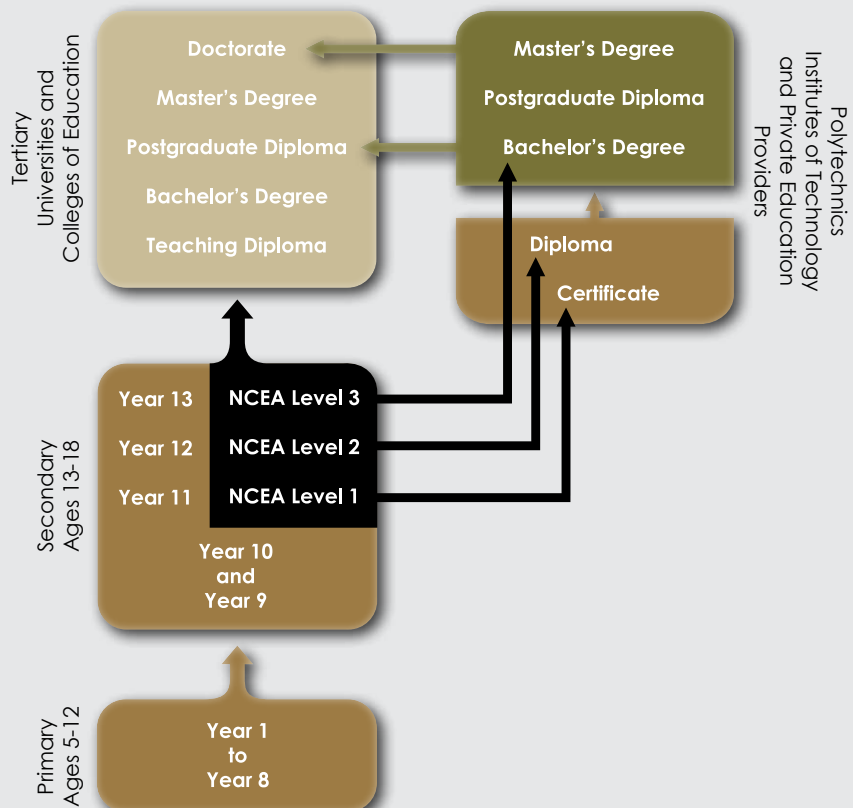 Tertiary
Universities and
Colleges of Education
Doctorate
Master's Degree
Postgraduate Diploma
Bachelor's Degree
Teaching Diploma
Master's Degree
Postgraduate Diploma
Bachelor's Degree
Diploma
Certificate
Polytechnics
Institutes of Technology
and Private Education
Providers
Secondary
Ages 13-18
Year 13 NCEA Level 3
Year 12 NCEA Level 2
Year 11 NCEA Level 1
Year 10
and
Year 9
Primary
Ages 5-12
Year 1
to
Year 8